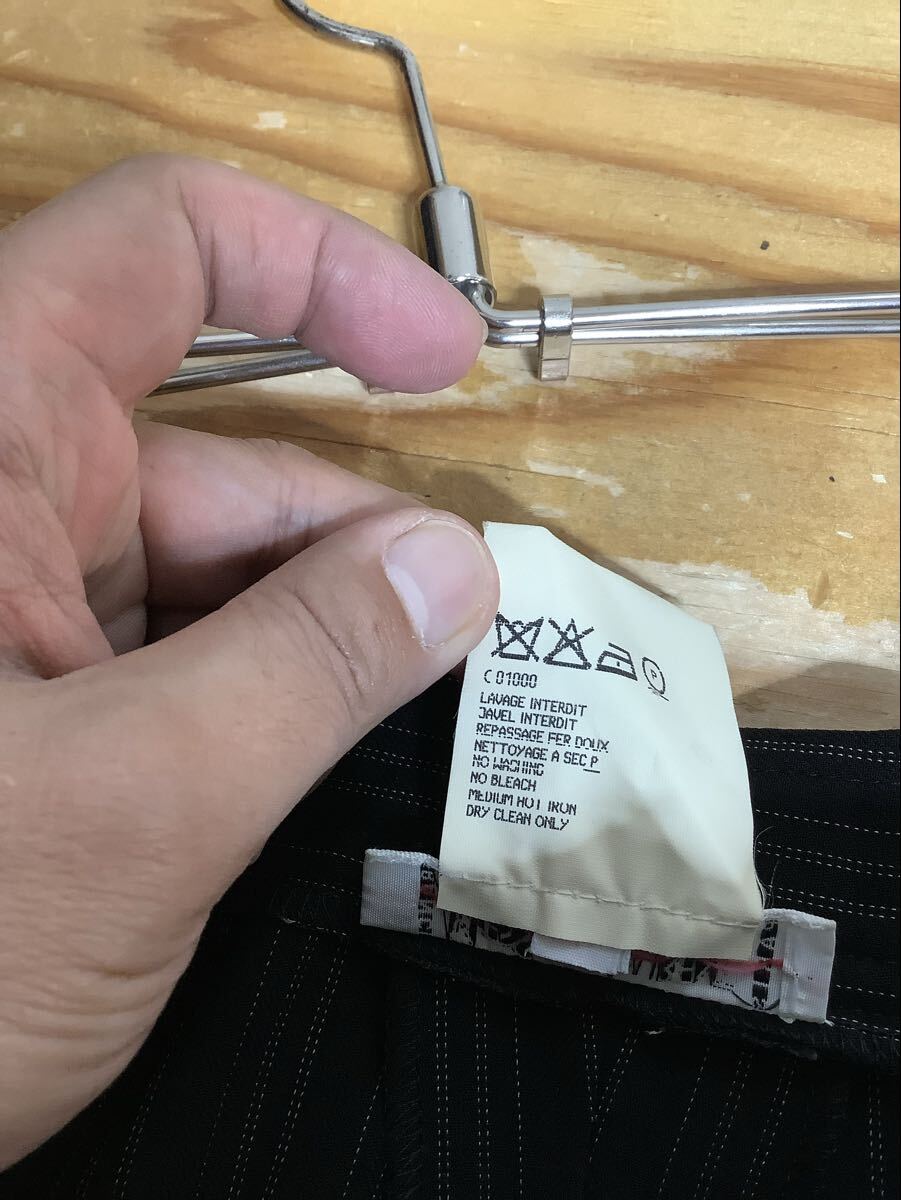 P
C 01000
LAVAGE INTERDIT
JAVEL INTERDIT
REPASSAGE FER DOUX
NETTOYAGE A SEC P
NO WASHING
NO BLEACH
MEDIUM HOT IRON
DRY CLEAN ONLY